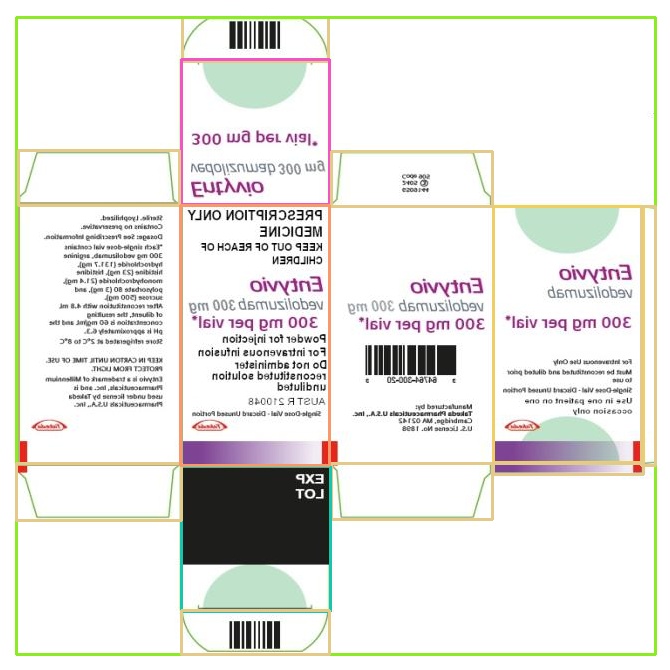 300 mg per vial*
vedolizumab 300 mg
Entyvio
Sterile. Lyophilized.
Contains no preservative.
Dosage: See Prescribing Information.
*Each single-dose vial contains
300 mg vedolizumab, arginine
hydrochloride (131.7 mg),
histidine (23 mg), histidine
monohydrochloride (21.4 mg),
polysorbate 80 (3 mg), and
sucrose (500 mg).
After reconstitution with 4.8 mL
of diluent, the resulting
concentration is 60 mg/mL and the
pH is approximately 6.3.
Store refrigerated at 2°C to 8°C
KEEP IN CARTON UNTIL TIME OF USE.
PROTECT FROM LIGHT.
Entyvio is a trademark of Millennium
Pharmaceuticals, Inc. and is
used under license by Takeda
Pharmaceuticals U.S.A., Inc.
Takeda
PRESCRIPTION ONLY
MEDICINE
KEEP OUT OF REACH OF
CHILDREN
Entyvio
vedolizumab 300 mg
300 mg per vial*
Powder for injection
For intravenous infusion
Do not administer
reconstituted solution
undiluted
AUST R 210048
Single-Dose Vial - Discard Unused Portion
Takeda
Entyvio
vedolizumab 300 mg
300 mg per vial*
64764-300-20
Manufactured by:
Takeda Pharmaceuticals U.S.A., Inc.
Cambridge, MA 02142
U.S. License No. 1898
Entyvio
vedolizumab
300 mg per vial*
For Intravenous Use Only
Must be reconstituted and diluted prior
to use
Single-Dose Vial - Discard Unused Portion
Use in one patient on one
occasion only
Takeda
EXP
LOT